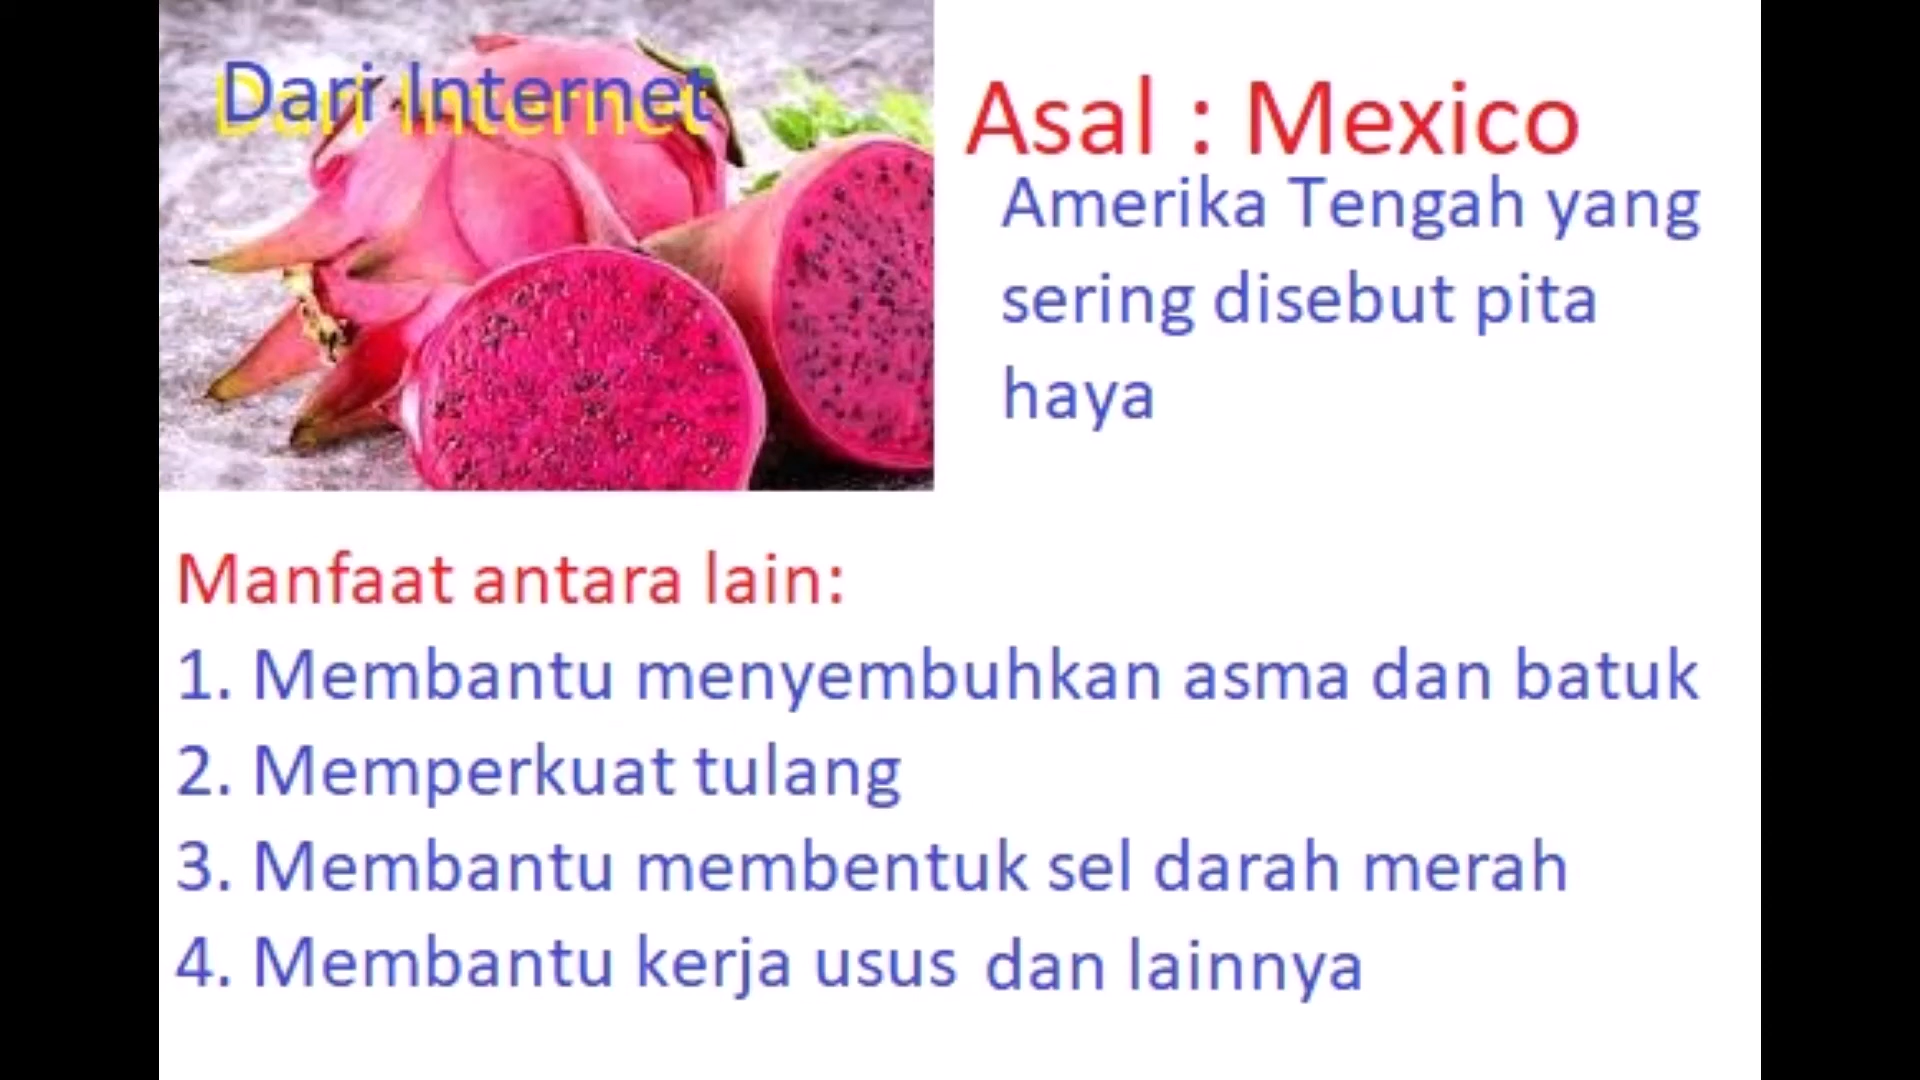 Dari Internet
Asal : Mexico
Amerika Tengah yang
sering disebut pita
haya
Manfaat antara lain:
1. Membantu menyembuhkan asma dan batuk
2. Memperkuat tulang
3. Membantu membentuk sel darah merah
4. Membantu kerja usus dan lainnya